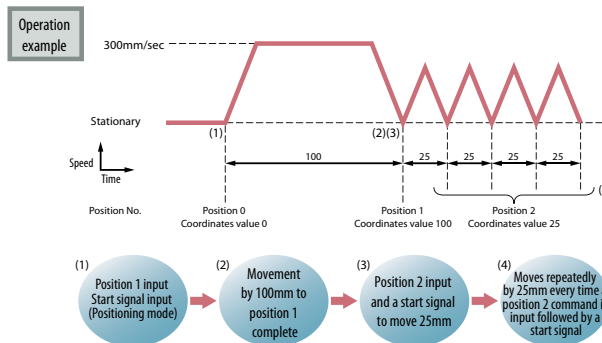 Operation
example
300mm/sec
Stationary
(1)
(2)(3)
Speed
Time
100
25
25
25
25
(
Position No.
Position 0
Coordinates value 0
Position 1
Coordinates value 100
Position 2
Coordinates value 25
(1)
Position 1 input
Start signal input
(Positioning mode)
(2)
Movement
by 100mm to
position 1
complete
(3)
Position 2 input
and a start signal
to move 25mm
(4)
Moves repeatedly
by 25mm every time a
position 2 command i
input followed by a
start signal